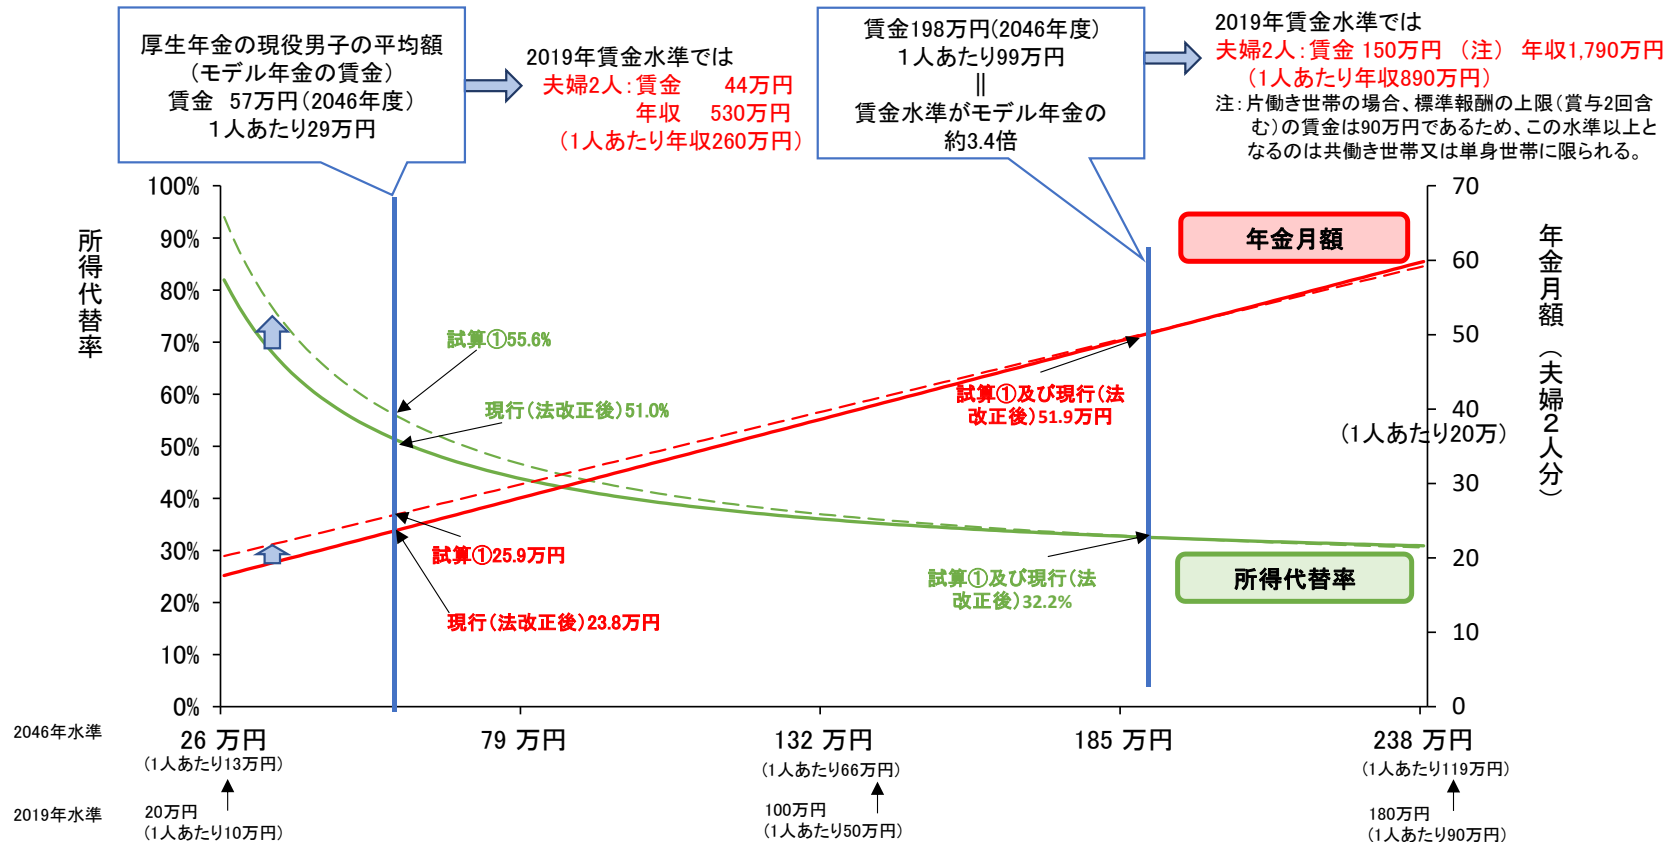 厚生年金の現役男子の平均額
（モデル年金の賃金）
賃金 57万円（2046年度）
１人あたり29万円
2019年賃金水準では
夫婦2人：賃金 44万円
年収 530万円
（1人あたり年収260万円）
賃金198万円（2046年度）
１人あたり99万円
||
賃金水準がモデル年金の
約3.4倍
2019年賃金水準では
夫婦2人：賃金 150万円 （注） 年収1,790万円
（1人あたり年収890万円）
注：片働き世帯の場合、標準報酬の上限（賞与2回含
む）の賃金は90万円であるため、この水準以上と
なるのは共働き世帯又は単身世帯に限られる。
所得代替率
100%
90%
80%
70%
60%
50%
40%
30%
20%
10%
0%
試算①55.6%
現行（法改正後）51.0%
試算①25.9万円
現行（法改正後）23.8万円
試算①及び現行（法
改正後）51.9万円
試算①及び現行（法
改正後）32.2%
年金月額
所得代替率
（1人あたり20万）
70
60
50
40
30
20
10
0
年金月額（夫婦２人分）
2046年水準
26 万円
79 万円
132 万円
185 万円
238 万円
（1人あたり13万円）
（1人あたり66万円）
（1人あたり119万円）
2019年水準
20万円
（1人あたり10万円）
100万円
（1人あたり50万円）
180万円
（1人あたり90万円）